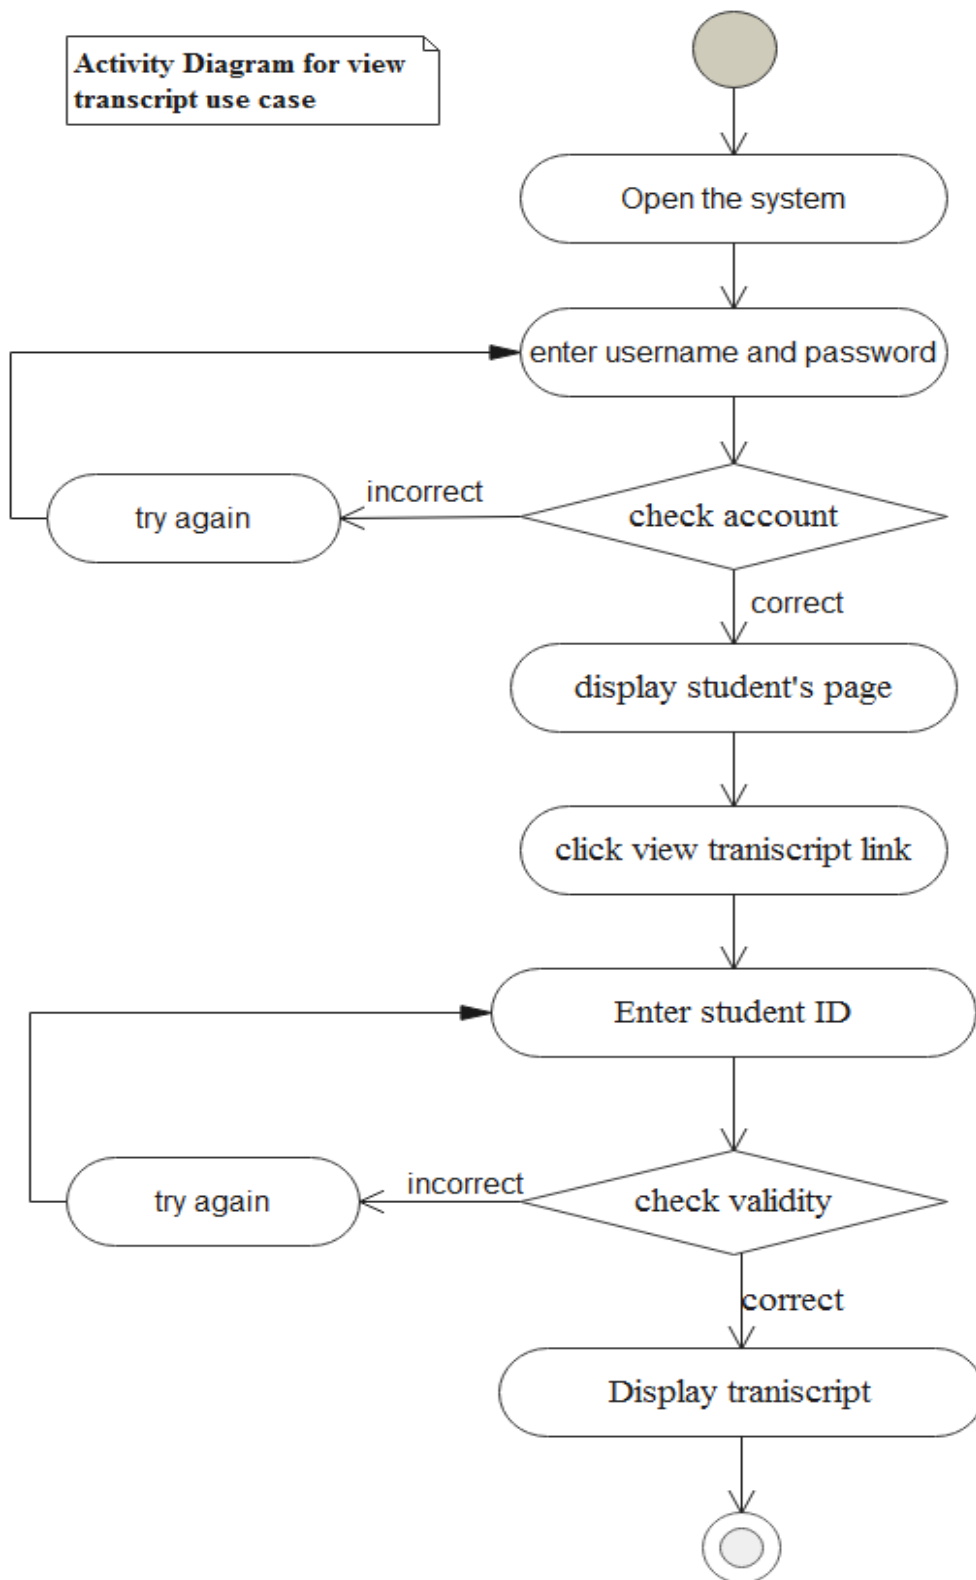 Activity Diagram for view
transcript use case
Open the system
enter username and password
incorrect
try again
check account
correct
display student's page
click view traniscript link
Enter student ID
incorrect
try again
check validity
correct
Display traniscript